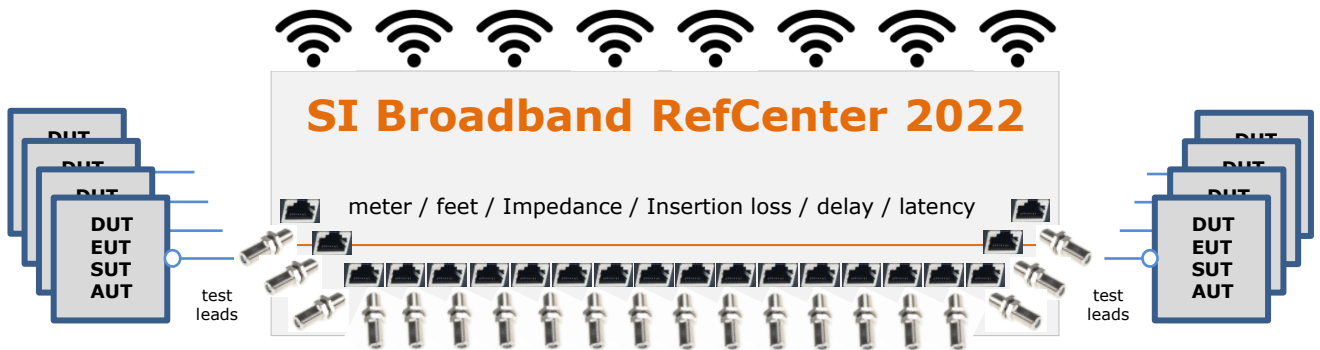 SI Broadband RefCenter 2022
meter / feet / Impedance / Insertion loss / delay / latency
DUT
DUT
DUT
DUT
EUT
SUT
AUT
test
leads
DUT
DUT
DUT
DUT
EUT
SUT
AUT
test
leads